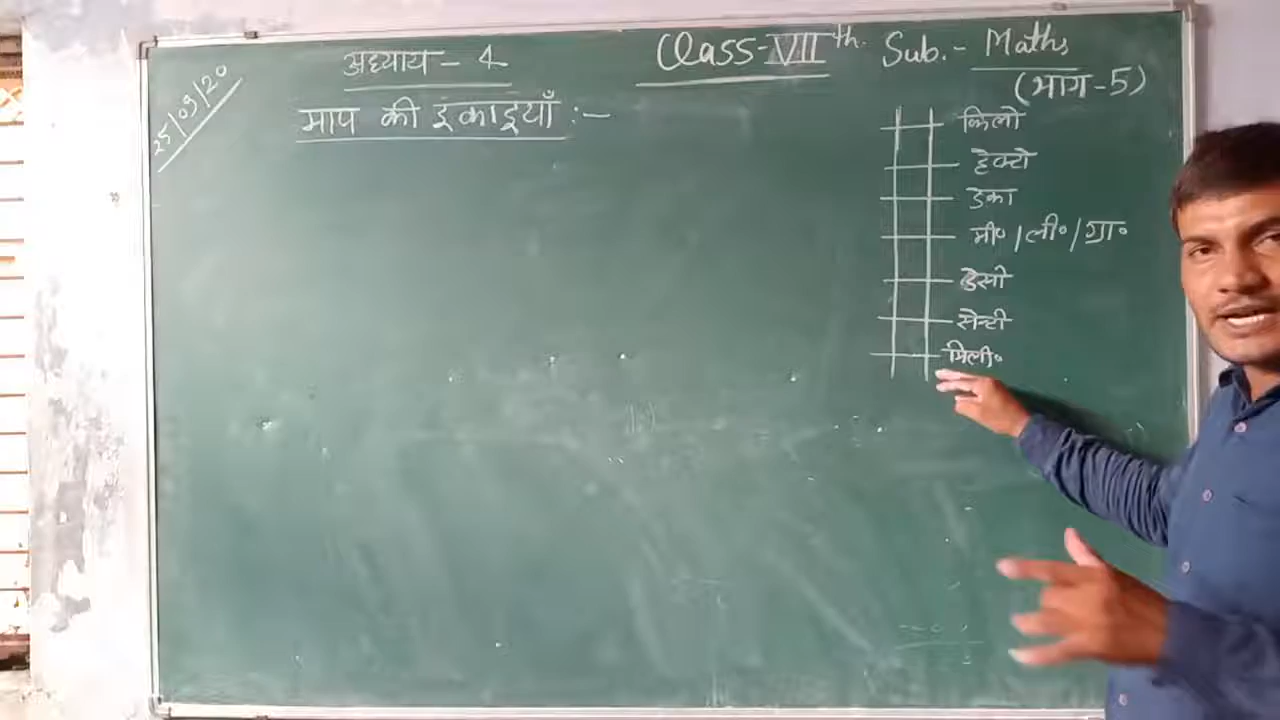 25/09/20
अध्याय - 4
Class-VIIth. Sub.- Maths
(भाग-5)
माप की इकाइयाँ :-
किलो
हेक्टो
डेका
मी० / ली० / ग्रा०
डेसी
सेन्टी
मिली०